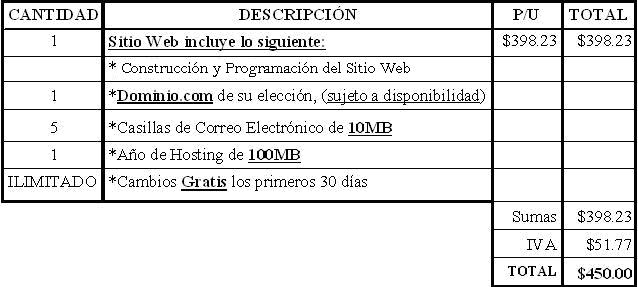 CANTIDAD DESCRIPCIÓN P/U TOTAL
1 Sitio Web incluye lo siguiente: $398.23 $398.23
* Construcción y Programación del Sitio Web
1 *Dominio.com de su elección, (sujeto a disponibilidad)
5 *Casillas de Correo Electrónico de 10MB
1 *Año de Hosting de 100MB
ILIMITADO *Cambios Gratis los primeros 30 días
Sumas $398.23
IVA $51.77
TOTAL $450.00